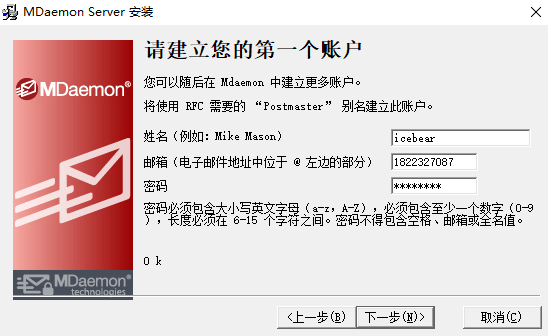 MDaemon Server 安装
请建立您的第一个账户
MDaemon®
您可以随后在 Mdaemon 中建立更多账户。
将使用 RFC 需要的 “Postmaster” 别名建立此账户。
姓名(例如: Mike Mason)
icebear
邮箱(电子邮件地址中位于 @ 左边的部分)
1822327087
密码
********
密码必须包含大小写英文字母(a-z, A-Z), 必须包含至少一个数字(0-9
), 长度必须在 6-15 个字符之间。密码不得包含空格、邮箱或全名值。
O k
MDaemon®
technologies
<上一步(B)
下一步(N)>
取消(C)